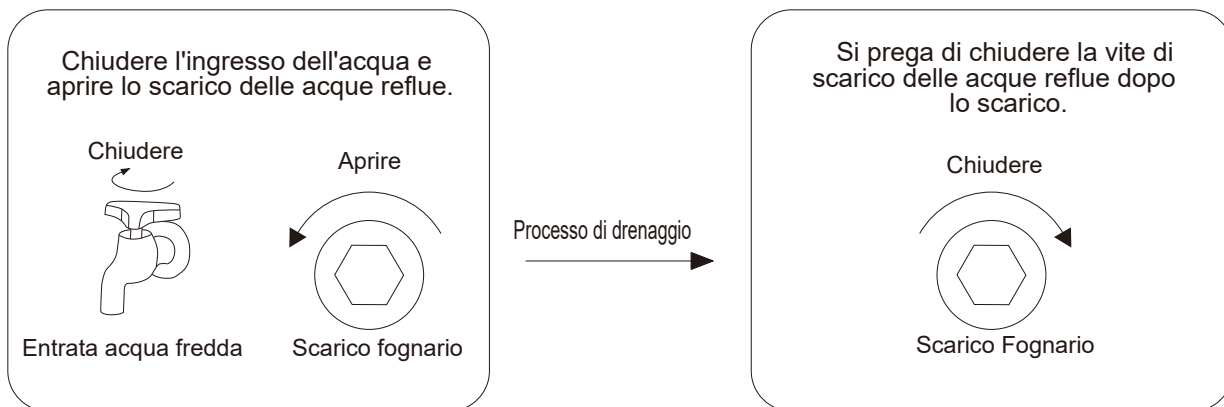 Chiudere l'ingresso dell'acqua e
aprire lo scarico delle acque reflue.
Chiudere
Aprire
Entrata acqua fredda
Scarico fognario
Processo di drenaggio
Si prega di chiudere la vite di
scarico delle acque reflue dopo
lo scarico.
Chiudere
Scarico Fognario